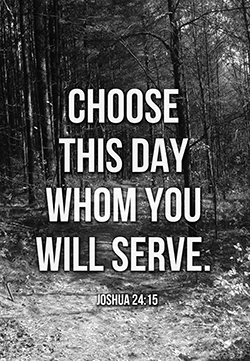 CHOOSE
THIS DAY
WHOM YOU
WILL SERVE.
JOSHUA 24:15